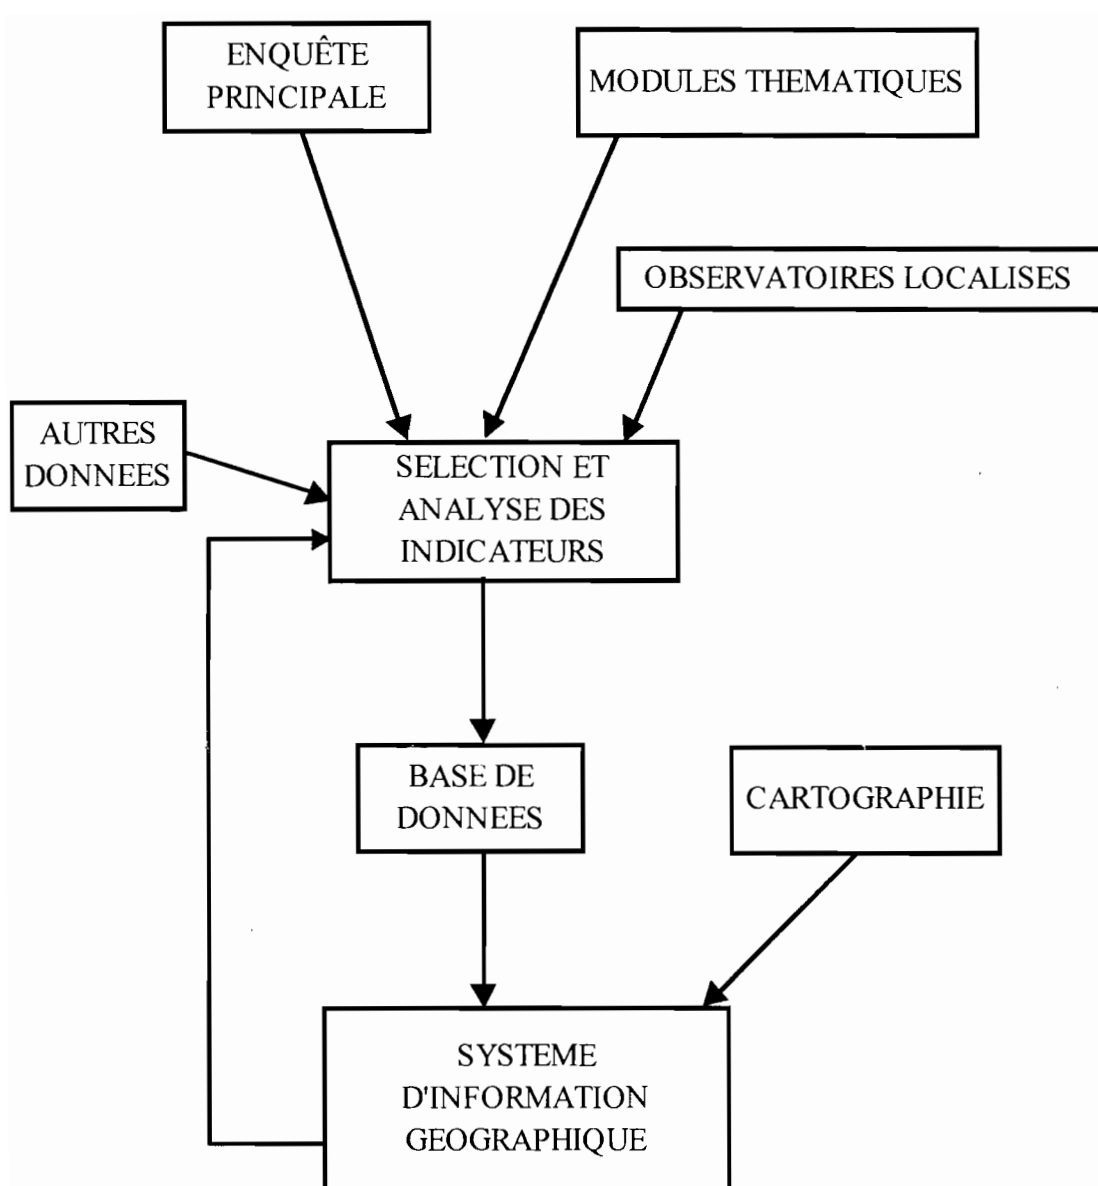 ENQUÊTE
PRINCIPALE
MODULES THEMATIQUES
OBSERVATOIRES LOCALISES
AUTRES
DONNEES
SELECTION ET
ANALYSE DES
INDICATEURS
BASE DE
DONNEES
CARTOGRAPHIE
SYSTEME
D'INFORMATION
GEOGRAPHIQUE